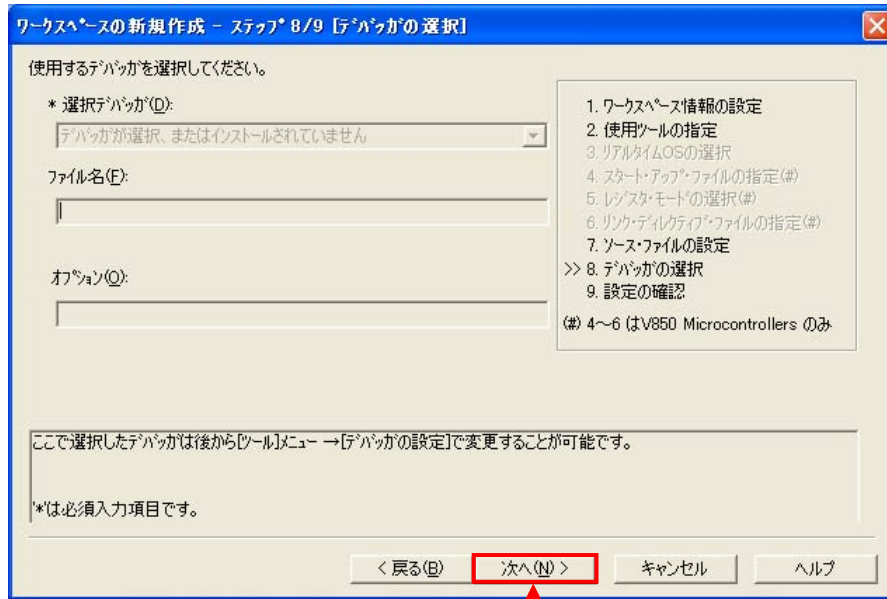 ワークスペースの新規作成 - ステップ 8/9 [デバッガの選択]
使用するデバッガを選択してください。
* 選択デバッガ(D):
デバッガが選択、またはインストールされていません
ファイル名(F):
オプション(O):
1. ワークスペース情報の設定
2. 使用ツールの指定
3. リアルタイムOSの選択
4. スタート・アップ・ファイルの指定(#)
5. レジスタ・モードの選択(#)
6. リンク・ディレクティブ・ファイルの指定(#)
7. ソース・ファイルの設定
>> 8. デバッガの選択
9. 設定の確認
(#) 4～6 はV850 Microcontrollers のみ
ここで選択したデバッガは後から[ツール]メニュー →[デバッガの設定]で変更することが可能です。
'*'は必須入力項目です。
< 戻る(B)
次へ(N) >
キャンセル
ヘルプ